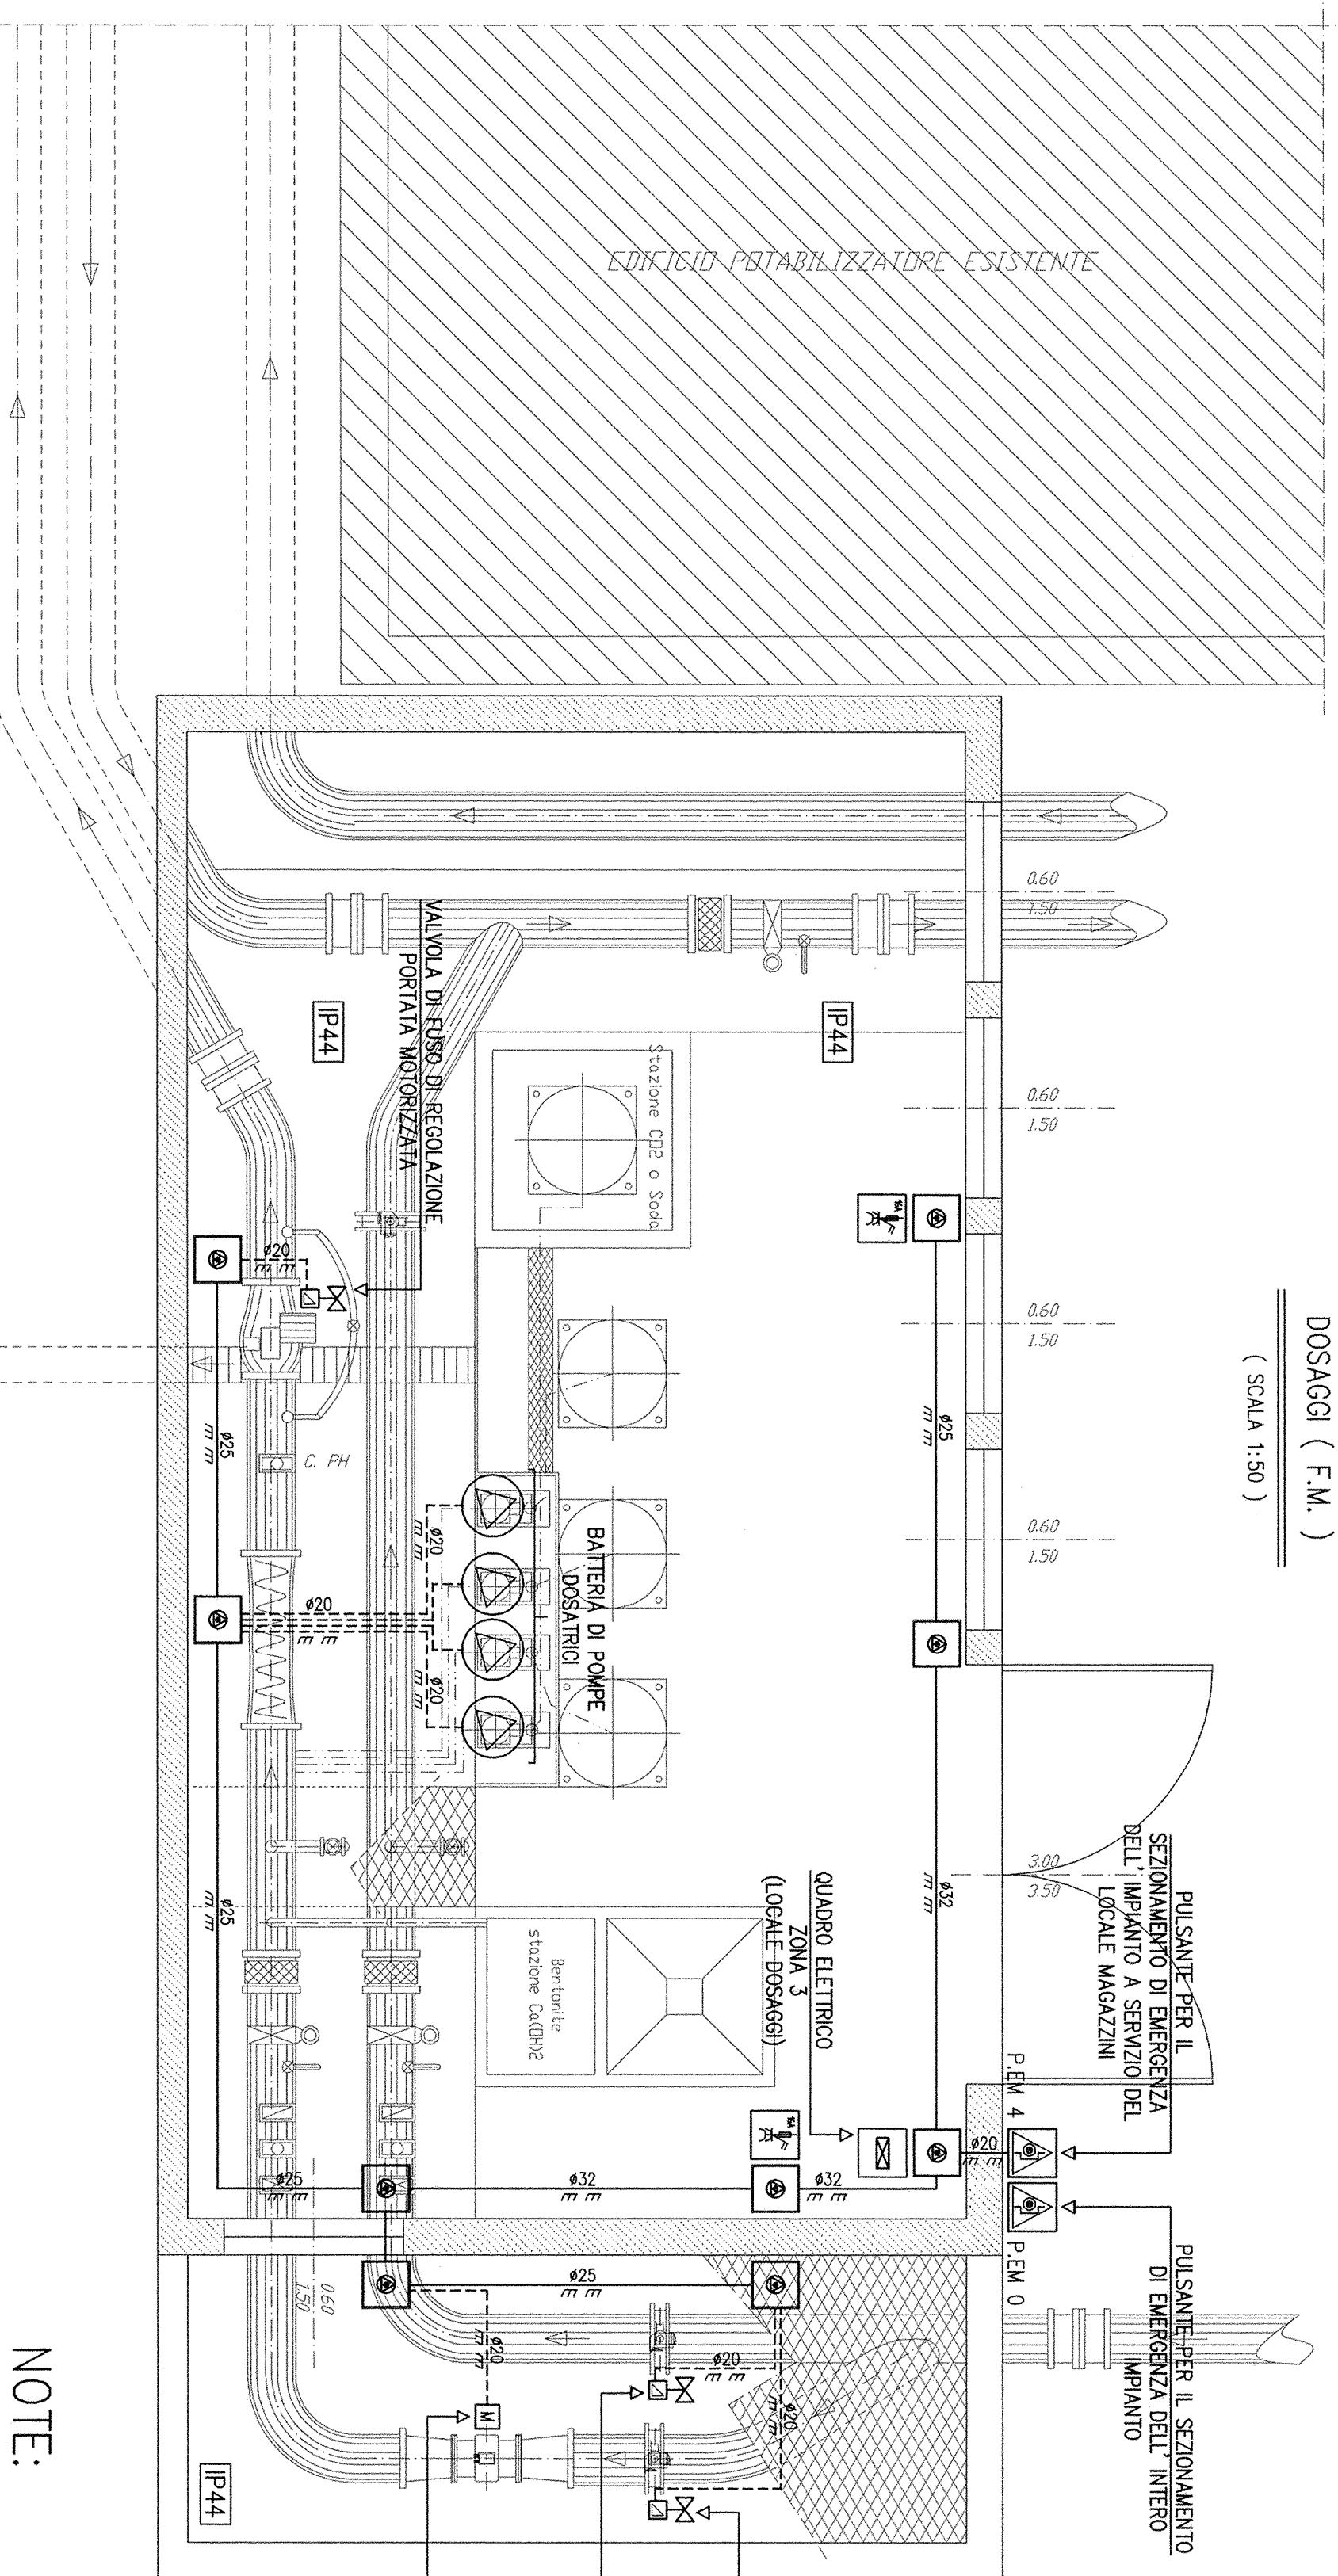 DOSAGGI ( F.M. )
( SCALA 1:50 )
EDIFICIO POTABILIZZATORE ESISTENTE
0.60
1.50
0.60
1.50
0.60
1.50
0.60
1.50
3.00
3.50
PULSANTE PER IL
SEZIONAMENTO DI EMERGENZA
DELL' IMPIANTO A SERVIZIO DEL
LOCALE MAGAZZINI
P.EM 4
PULSANTE PER IL SEZIONAMENTO
DI EMERGENZA DELL' INTERO
IMPIANTO
P.EM 0
IP44
IP44
16A
ø25
ø32
ø20
Stazione CO2 o Soda
VALVOLA DI FUSO DI REGOLAZIONE
PORTATA MOTORIZZATA
BATTERIA DI POMPE
DOSATRICI
QUADRO ELETTRICO
ZONA 3
(LOCALE DOSAGGI)
16A
Bentonite
stazione Ca(OH)2
ø20
ø25
C. PH
ø20
ø20
ø20
ø25
ø25
ø32
ø32
ø25
ø20
ø20
ø20
M
0.60
1.50
IP44
NOTE: